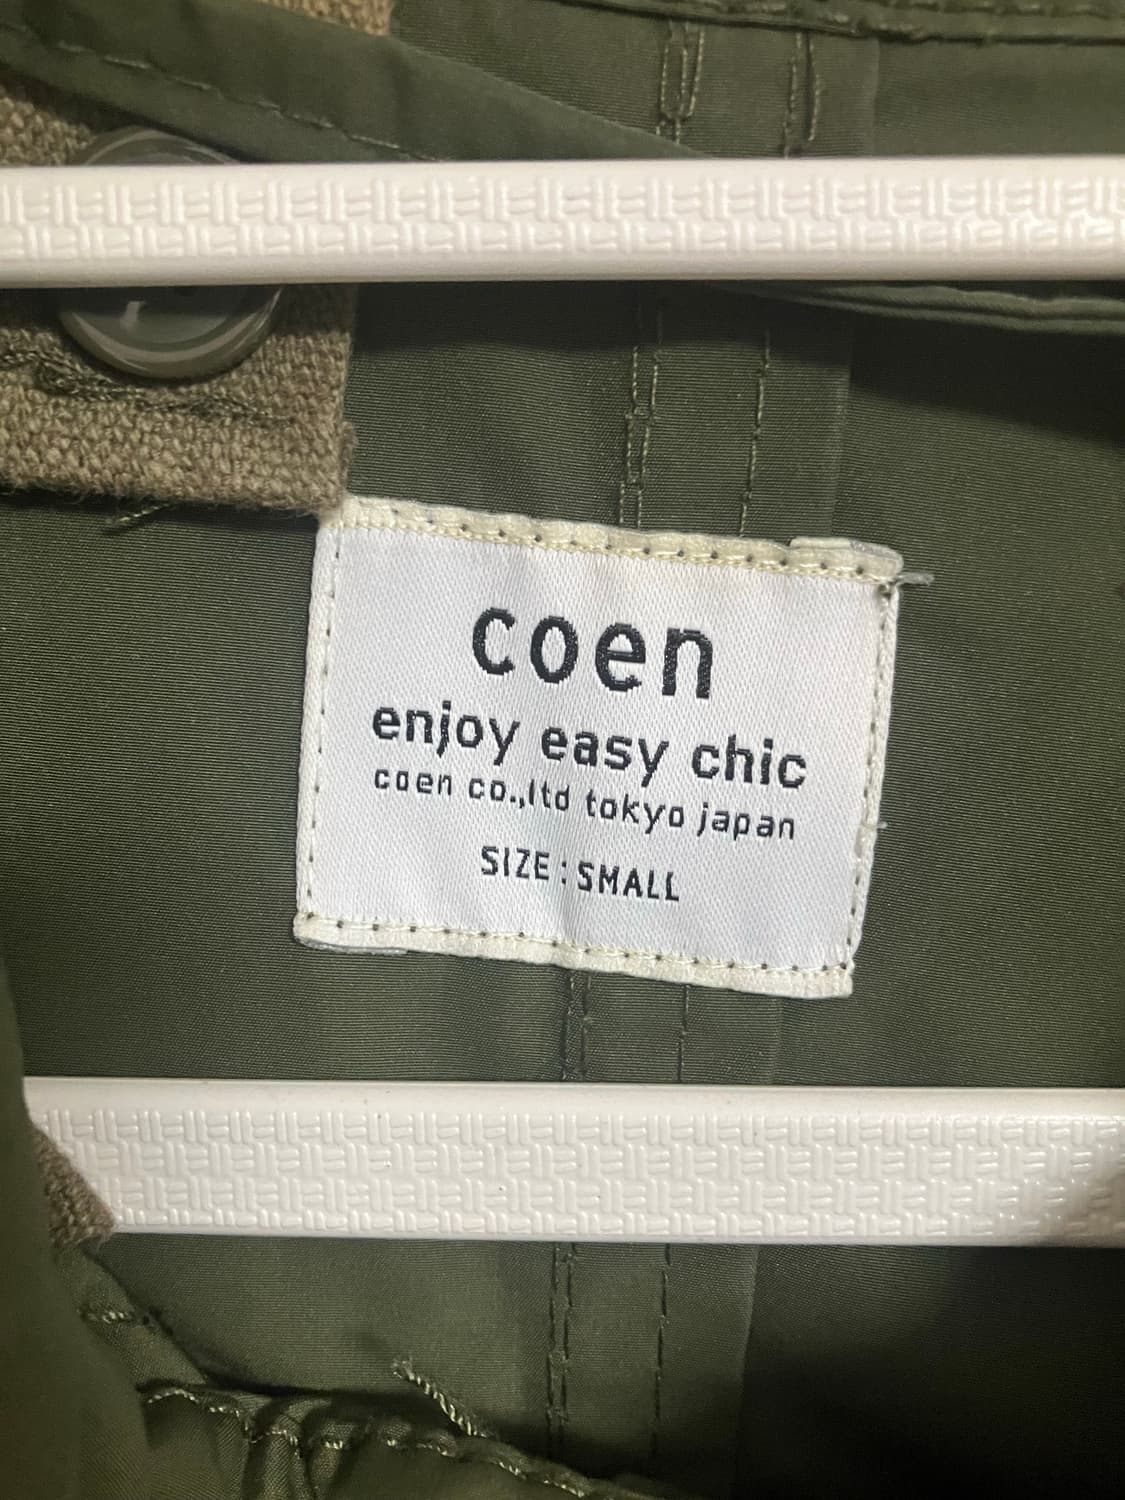 coen
enjoy easy chic
coen co.,ltd tokyo japan
SIZE : SMALL